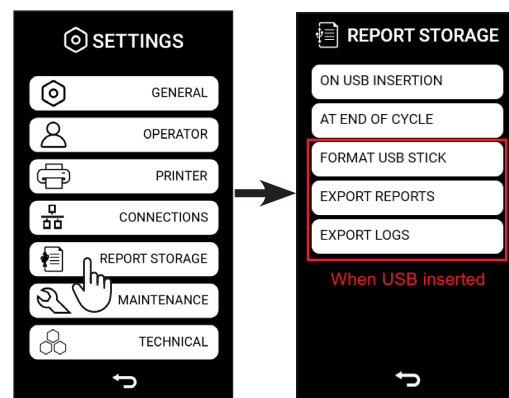 SETTINGS
GENERAL
OPERATOR
PRINTER
CONNECTIONS
REPORT STORAGE
MAINTENANCE
TECHNICAL
REPORT STORAGE
ON USB INSERTION
AT END OF CYCLE
FORMAT USB STICK
EXPORT REPORTS
EXPORT LOGS
When USB inserted